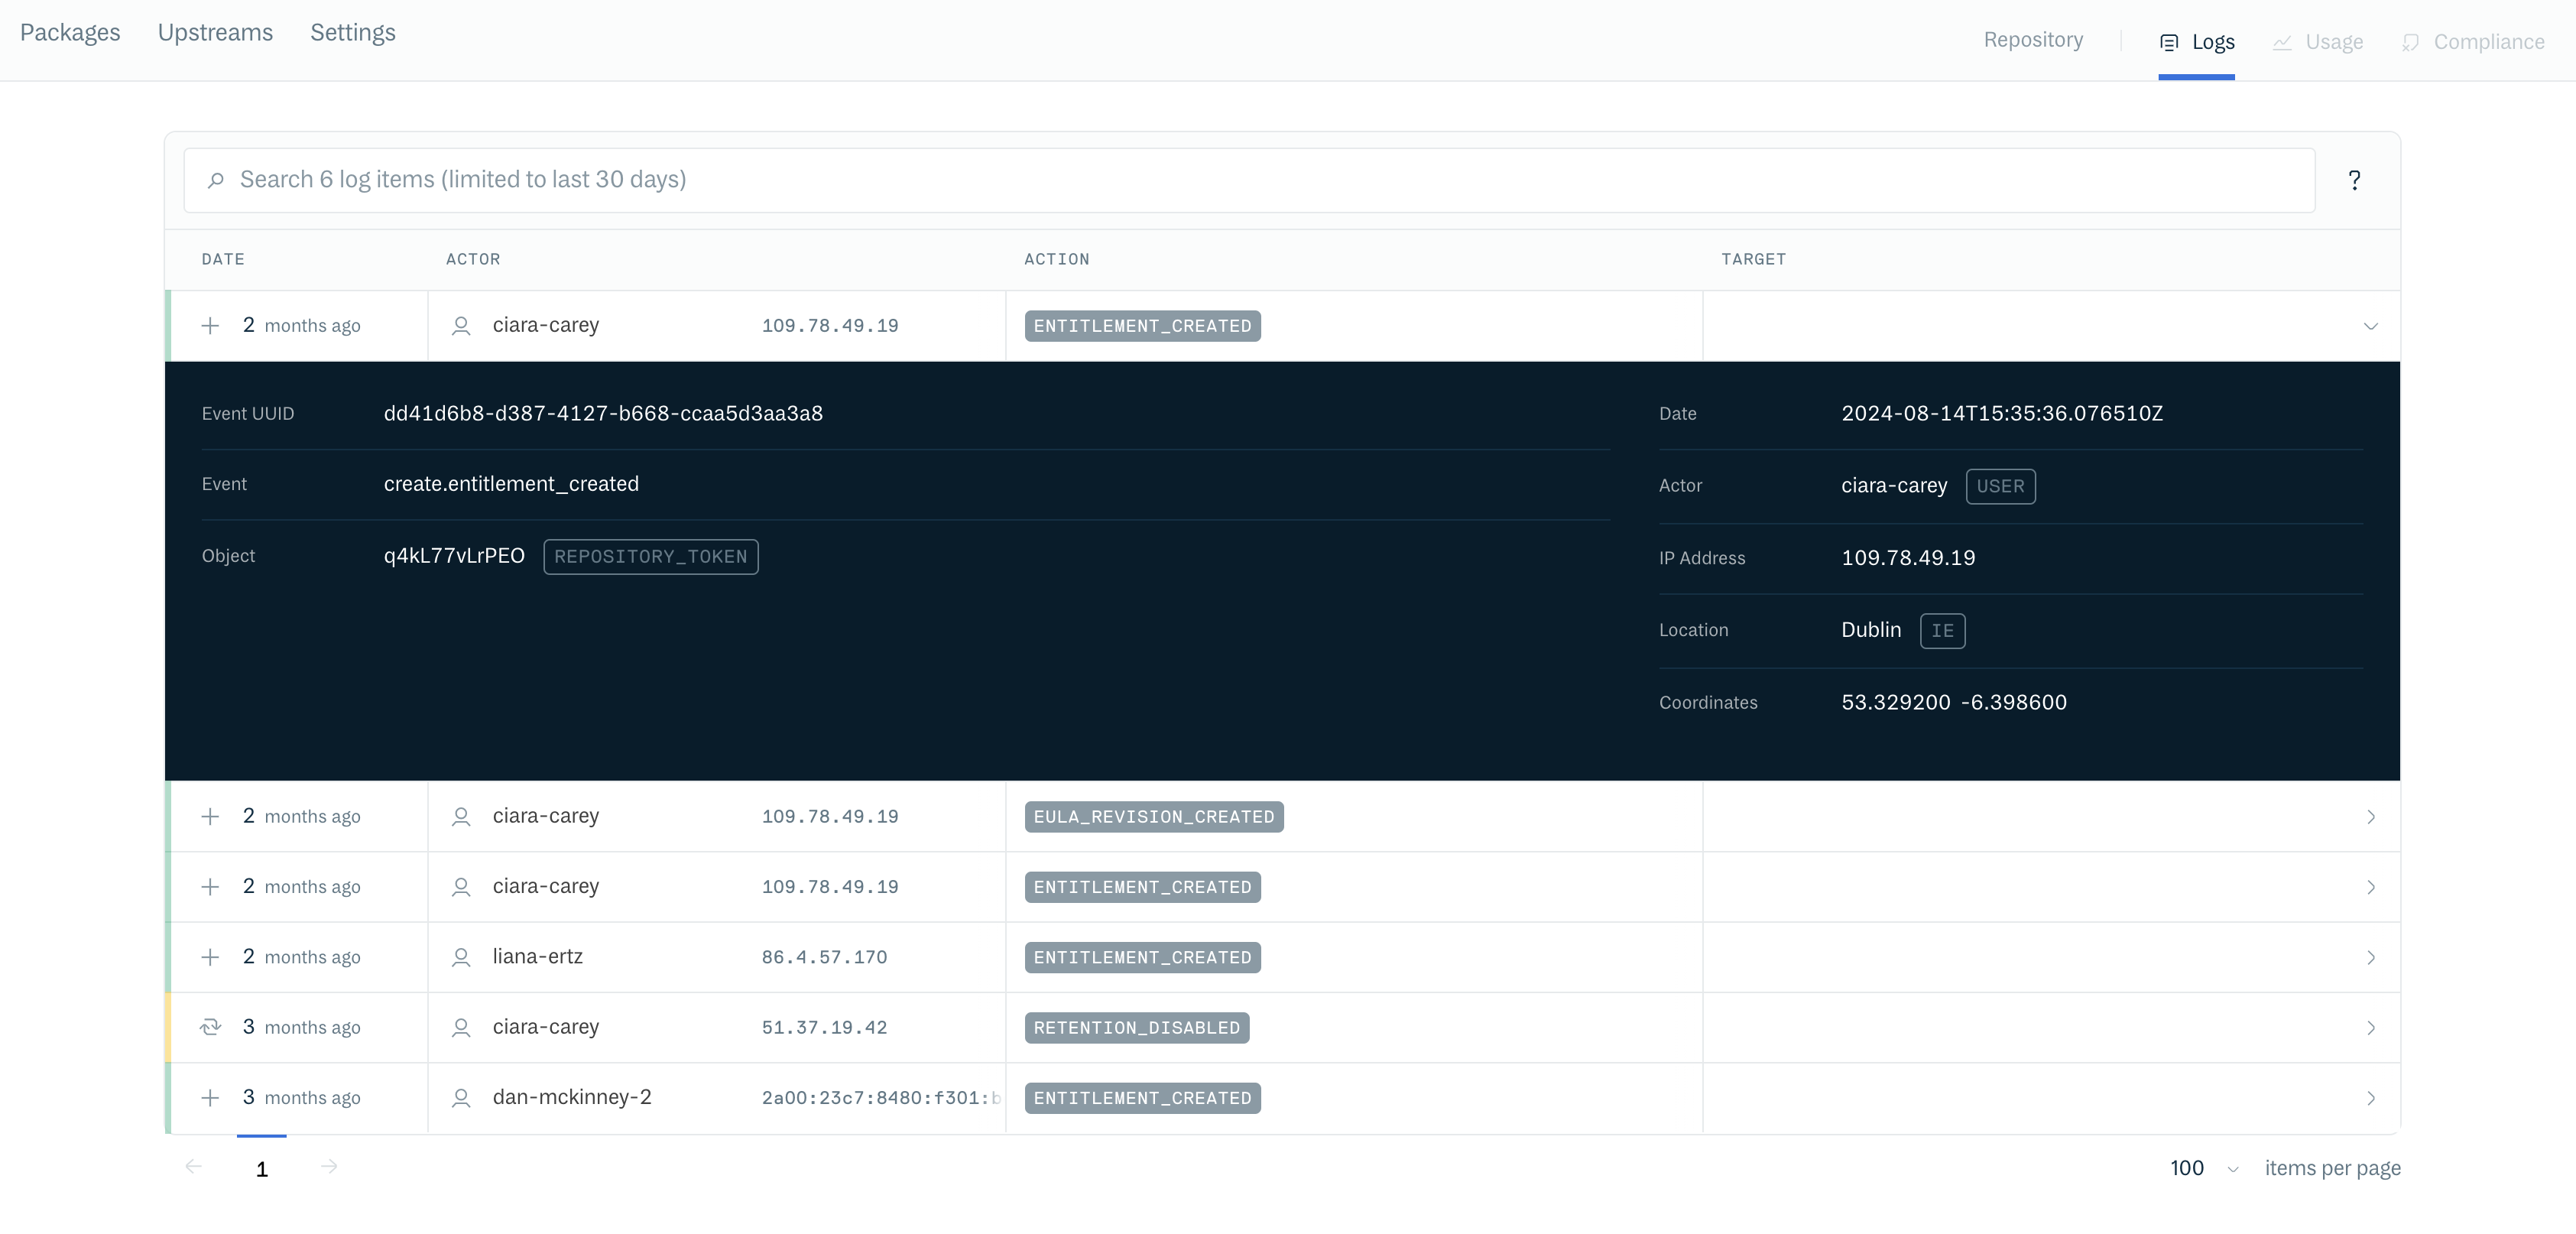 Packages Upstreams Settings Repository Logs Usage Compliance
Search 6 log items (limited to last 30 days) ?
DATE ACTOR ACTION TARGET
2 months ago ciara-carey 109.78.49.19 ENTITLEMENT_CREATED
Event UUID dd41d6b8-d387-4127-b668-ccaa5d3aa3a8 Date 2024-08-14T15:35:36.076510Z
Event create.entitlement_created Actor ciara-carey USER
Object q4kL77vLrPEO REPOSITORY_TOKEN IP Address 109.78.49.19
Location Dublin IE
Coordinates 53.329200 -6.398600
2 months ago ciara-carey 109.78.49.19 EULA_REVISION_CREATED
2 months ago ciara-carey 109.78.49.19 ENTITLEMENT_CREATED
2 months ago liana-ertz 86.4.57.170 ENTITLEMENT_CREATED
3 months ago ciara-carey 51.37.19.42 RETENTION_DISABLED
3 months ago dan-mckinney-2 2a00:23c7:8480:f301:b ENTITLEMENT_CREATED
1 100 items per page